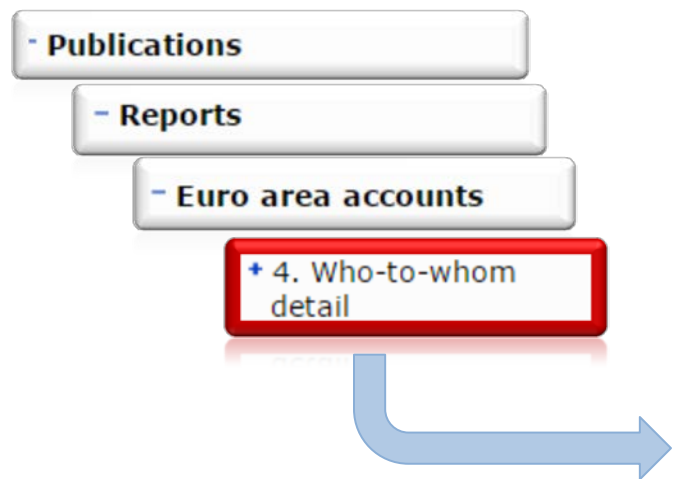 - Publications
- Reports
- Euro area accounts
+ 4. Who-to-whom
detail